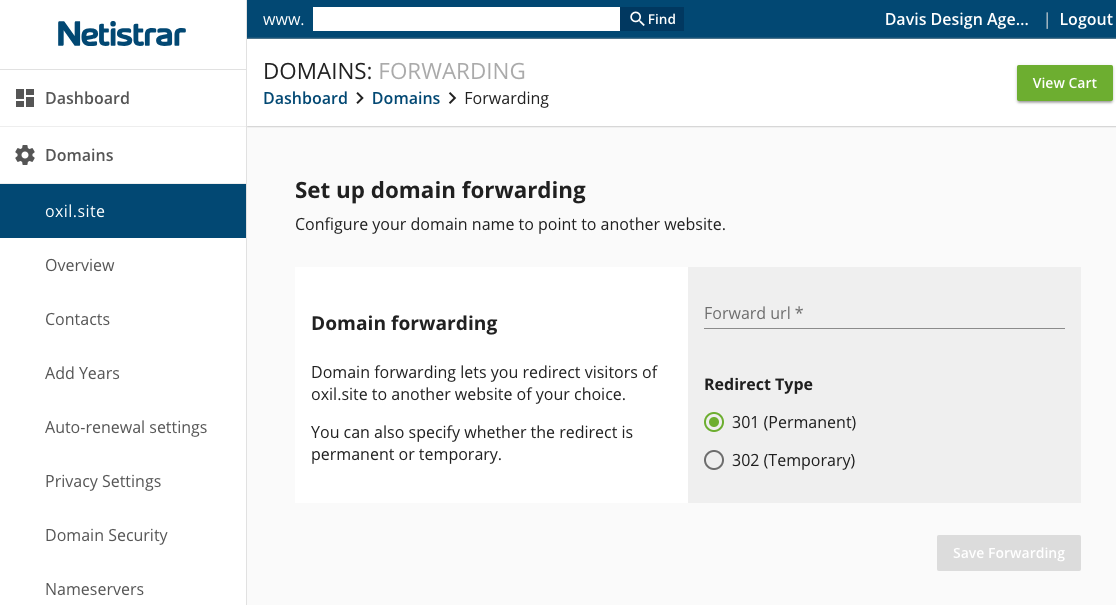 Netistrar
www.
Find
Davis Design Age... | Logout
DOMAINS: FORWARDING
Dashboard > Domains > Forwarding
View Cart
Dashboard
Domains
oxil.site
Overview
Contacts
Add Years
Auto-renewal settings
Privacy Settings
Domain Security
Nameservers
Set up domain forwarding
Configure your domain name to point to another website.
Domain forwarding
Domain forwarding lets you redirect visitors of
oxil.site to another website of your choice.
You can also specify whether the redirect is
permanent or temporary.
Forward url *
Redirect Type
301 (Permanent)
302 (Temporary)
Save Forwarding